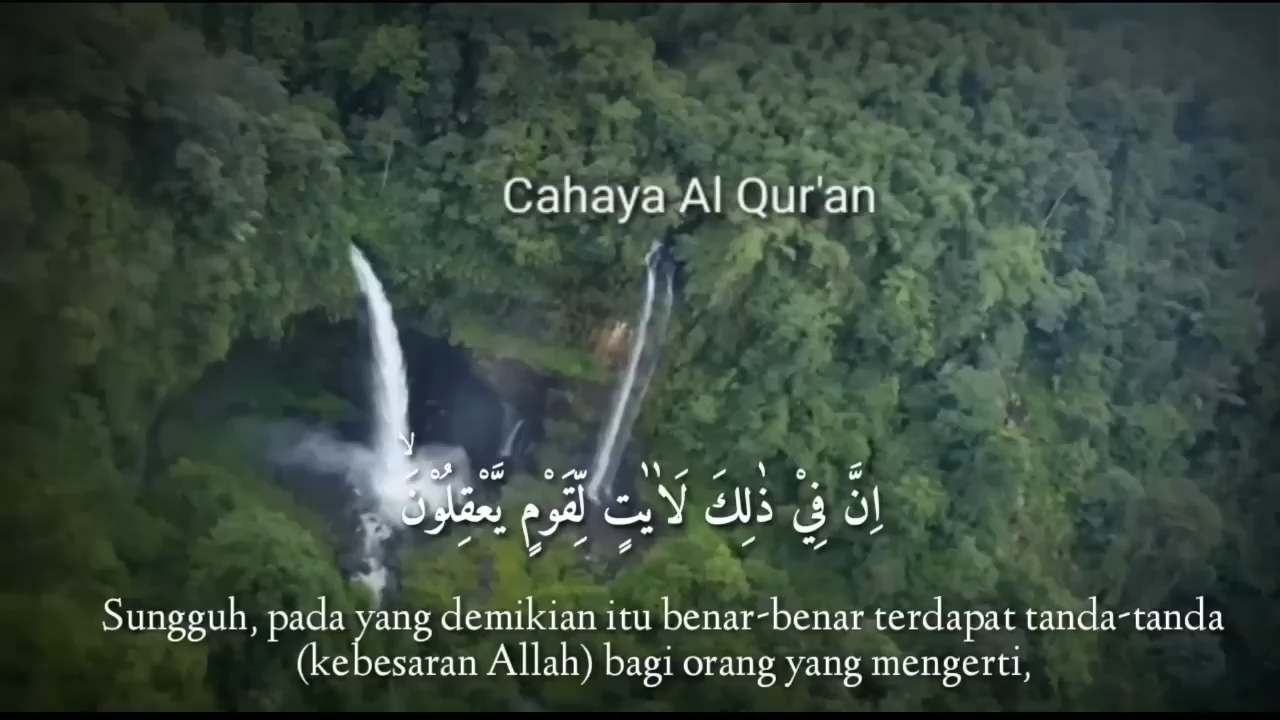 Cahaya Al Qur'an
اِنَّ فِيْ ذٰلِكَ لَاٰيٰتٍ لِّقَوْمٍ يَّعْقِلُوْنَۙ
Sungguh, pada yang demikian itu benar-benar terdapat tanda-tanda
(kebesaran Allah) bagi orang yang mengerti,